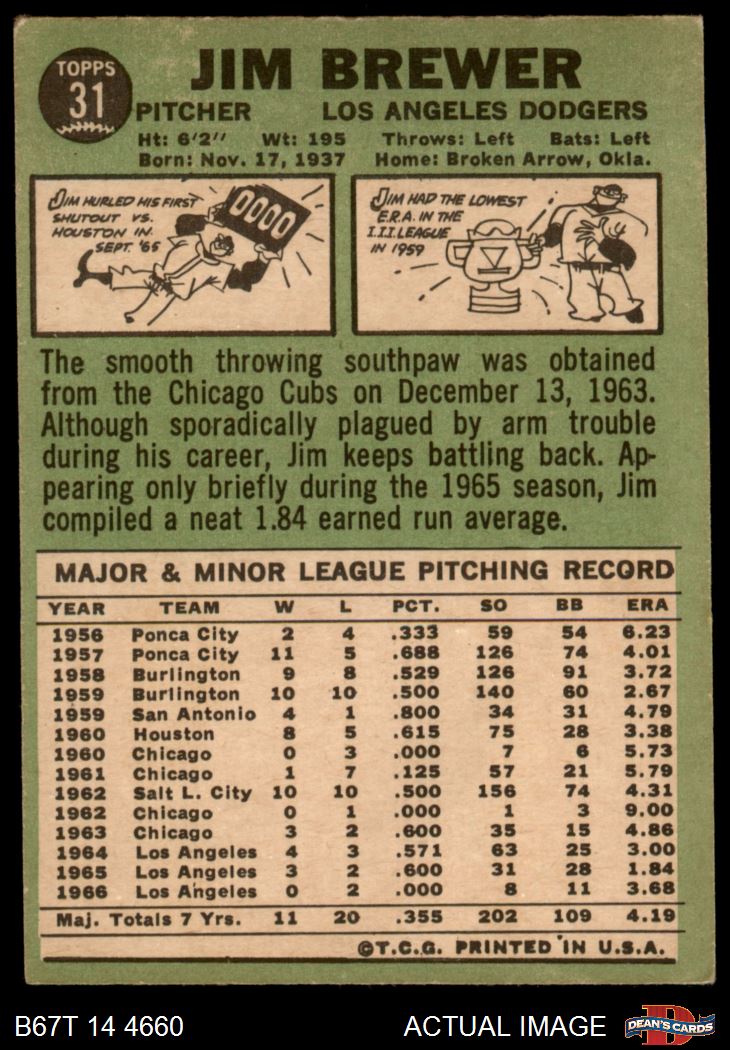 TOPPS
31
JIM BREWER
PITCHER LOS ANGELES DODGERS
Ht: 6'2" Wt: 195 Throws: Left Bats: Left
Born: Nov. 17, 1937 Home: Broken Arrow, Okla.
JIM HURLED HIS FIRST
SHUTOUT VS.
HOUSTON IN
SEPT. '65
0000
JIM HAD THE LOWEST
E.R.A. IN THE
I.I.I. LEAGUE
IN 1959
The smooth throwing southpaw was obtained
from the Chicago Cubs on December 13, 1963.
Although sporadically plagued by arm trouble
during his career, Jim keeps battling back. Ap-
pearing only briefly during the 1965 season, Jim
compiled a neat 1.84 earned run average.
MAJOR & MINOR LEAGUE PITCHING RECORD
YEAR TEAM W L PCT. SO BB ERA
1956 Ponca City 2 4 .333 59 54 6.23
1957 Ponca City 11 5 .688 126 74 4.01
1958 Burlington 9 8 .529 126 91 3.72
1959 Burlington 10 10 .500 140 60 2.67
1959 San Antonio 4 1 .800 34 31 4.79
1960 Houston 8 5 .615 75 28 3.38
1960 Chicago 0 3 .000 7 6 5.73
1961 Chicago 1 7 .125 57 21 5.79
1962 Salt L. City 10 10 .500 156 74 4.31
1962 Chicago 0 1 .000 1 3 9.00
1963 Chicago 3 2 .600 35 15 4.86
1964 Los Angeles 4 3 .571 63 25 3.00
1965 Los Angeles 3 2 .600 31 28 1.84
1966 Los Angeles 0 2 .000 8 11 3.68
Maj. Totals 7 Yrs. 11 20 .355 202 109 4.19
©T.C.G. PRINTED IN U.S.A.
B67T 14 4660 ACTUAL IMAGE DEAN'S CARDS